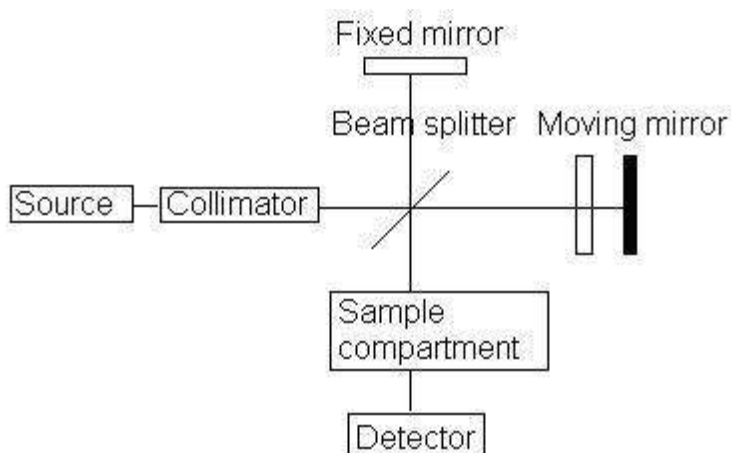 Fixed mirror
Beam splitter
Moving mirror
Source
Collimator
Sample
compartment
Detector